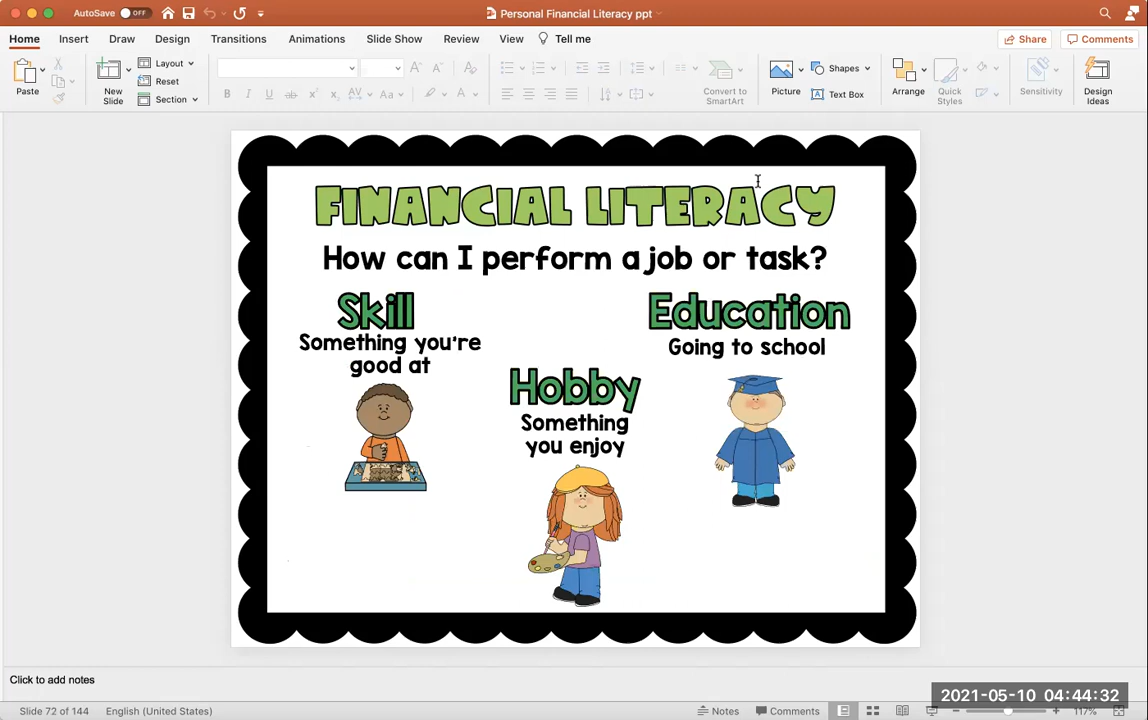 AutoSave OFF
Personal Financial Literacy ppt
Home Insert Draw Design Transitions Animations Slide Show Review View Tell me
Share Comments
Paste
New Slide
Layout
Reset
Section
Convert to SmartArt
Picture
Shapes
Text Box
Arrange
Quick Styles
Sensitivity
Design Ideas
FINANCIAL LITERACY
How can I perform a job or task?
Skill
Something you're
good at
Hobby
Something
you enjoy
Education
Going to school
Click to add notes
2021-05-10 04:44:32
Slide 72 of 144 English (United States) Notes Comments 117%